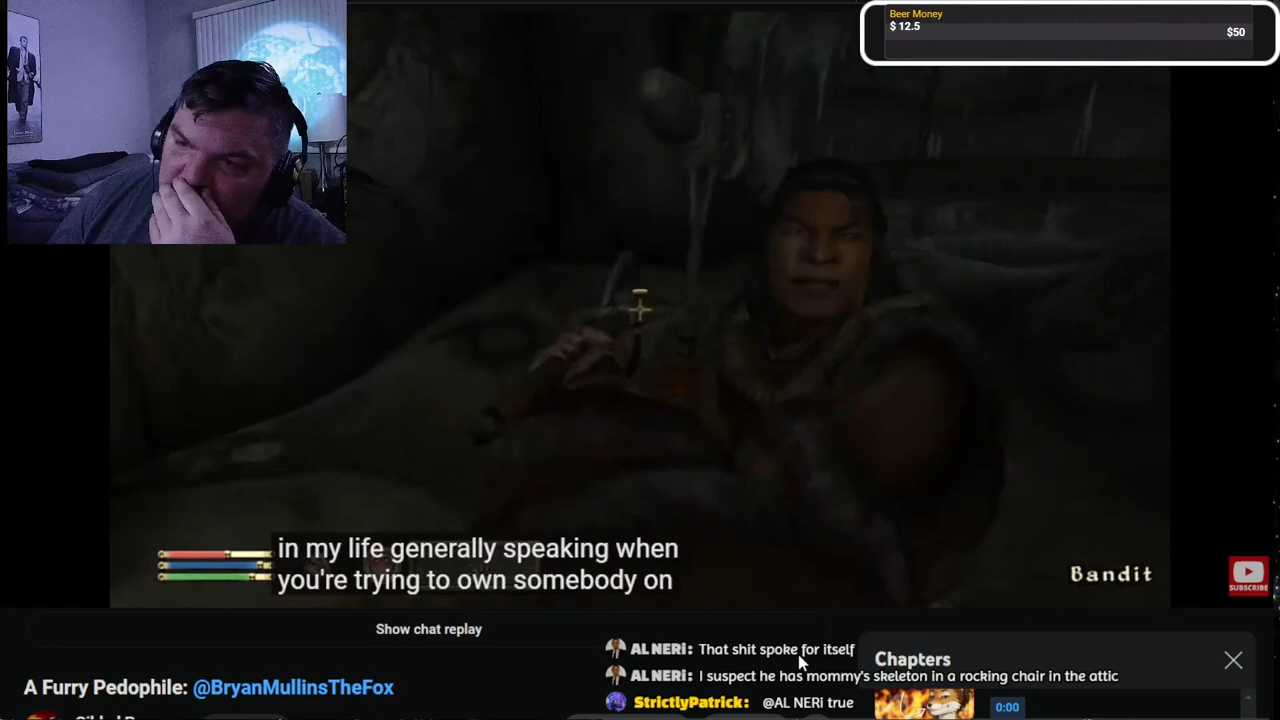 Beer Money
$ 12.5
$50
in my life generally speaking when
you're trying to own somebody on
Bandit
SUBSCRIBE
Show chat replay
AL NERi: That shit spoke for itself
AL NERi: I suspect he has mommy's skeleton in a rocking chair in the attic
StrictlyPatrick: @AL NERi true
Chapters
0:00
A Furry Pedophile: @BryanMullinsTheFox